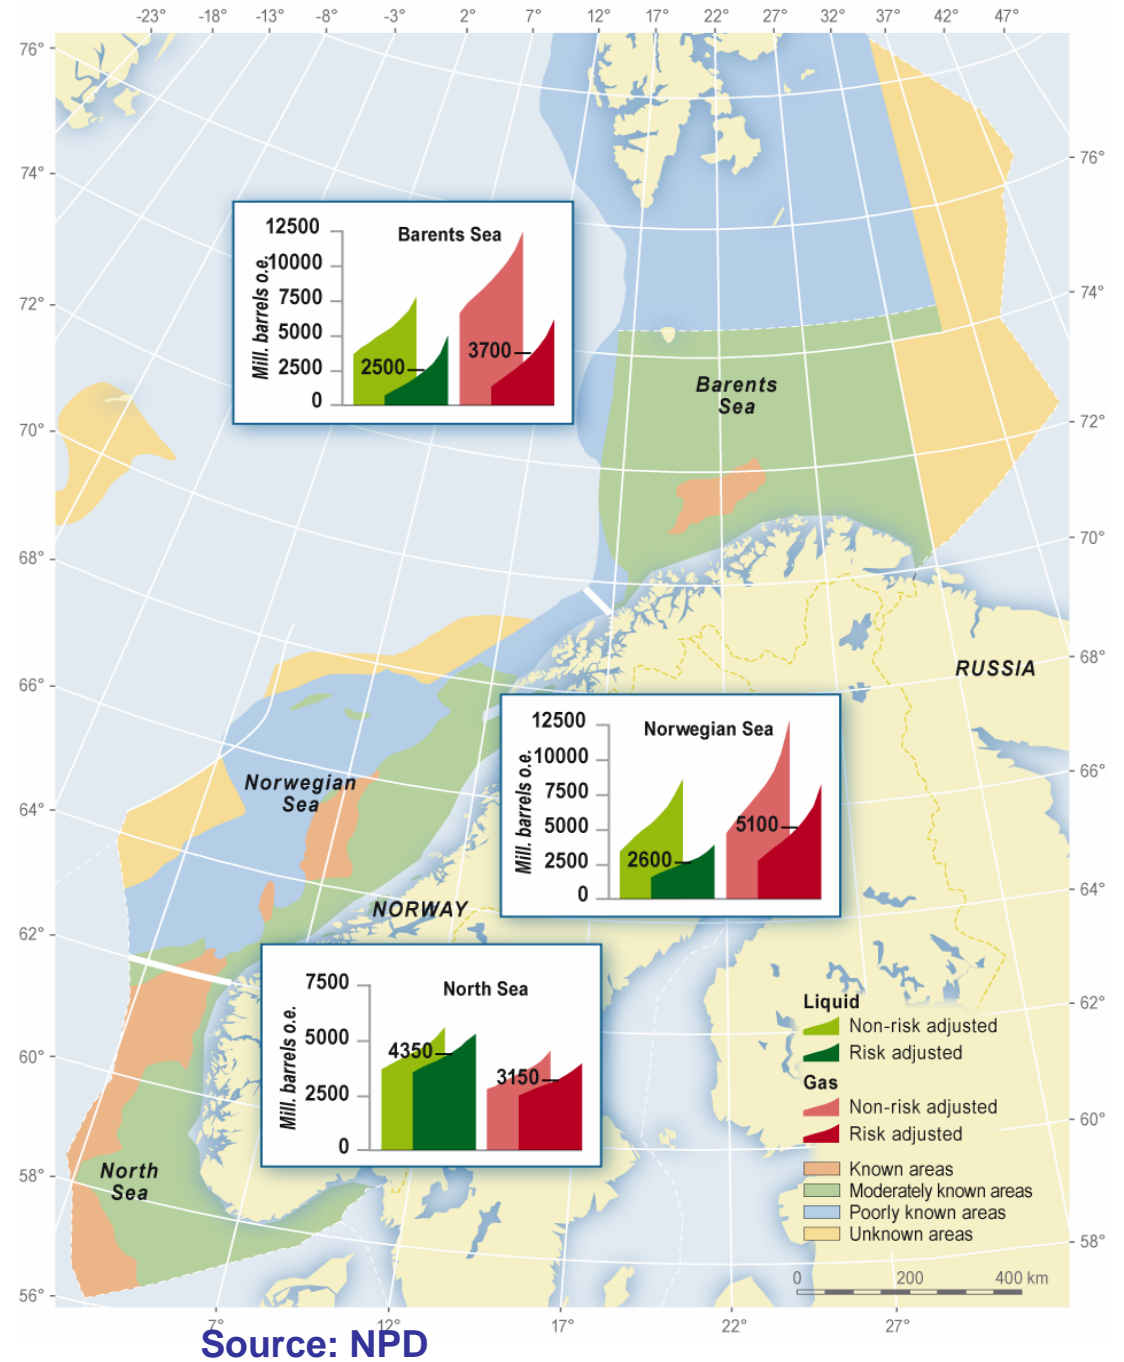 -23° -18° -13° -8° -3° 2° 7° 12° 17° 22° 27° 32° 37° 42° 47°
76°
74°
72°
70°
68°
66°
64°
62°
60°
58°
56°
76°
74°
72°
70°
68°
66°
64°
62°
60°
58°
Barents Sea
Mill. barrels o.e.
12500
10000
7500
5000
2500
0
2500
3700
Barents
Sea
RUSSIA
Norwegian Sea
Mill. barrels o.e.
12500
10000
7500
5000
2500
0
2600
5100
Norwegian
Sea
NORWAY
North Sea
Mill. barrels o.e.
7500
5000
2500
0
4350
3150
North
Sea
Liquid
Non-risk adjusted
Risk adjusted
Gas
Non-risk adjusted
Risk adjusted
Known areas
Moderately known areas
Poorly known areas
Unknown areas
0 200 400 km
7° 12° 17° 22° 27°
Source: NPD